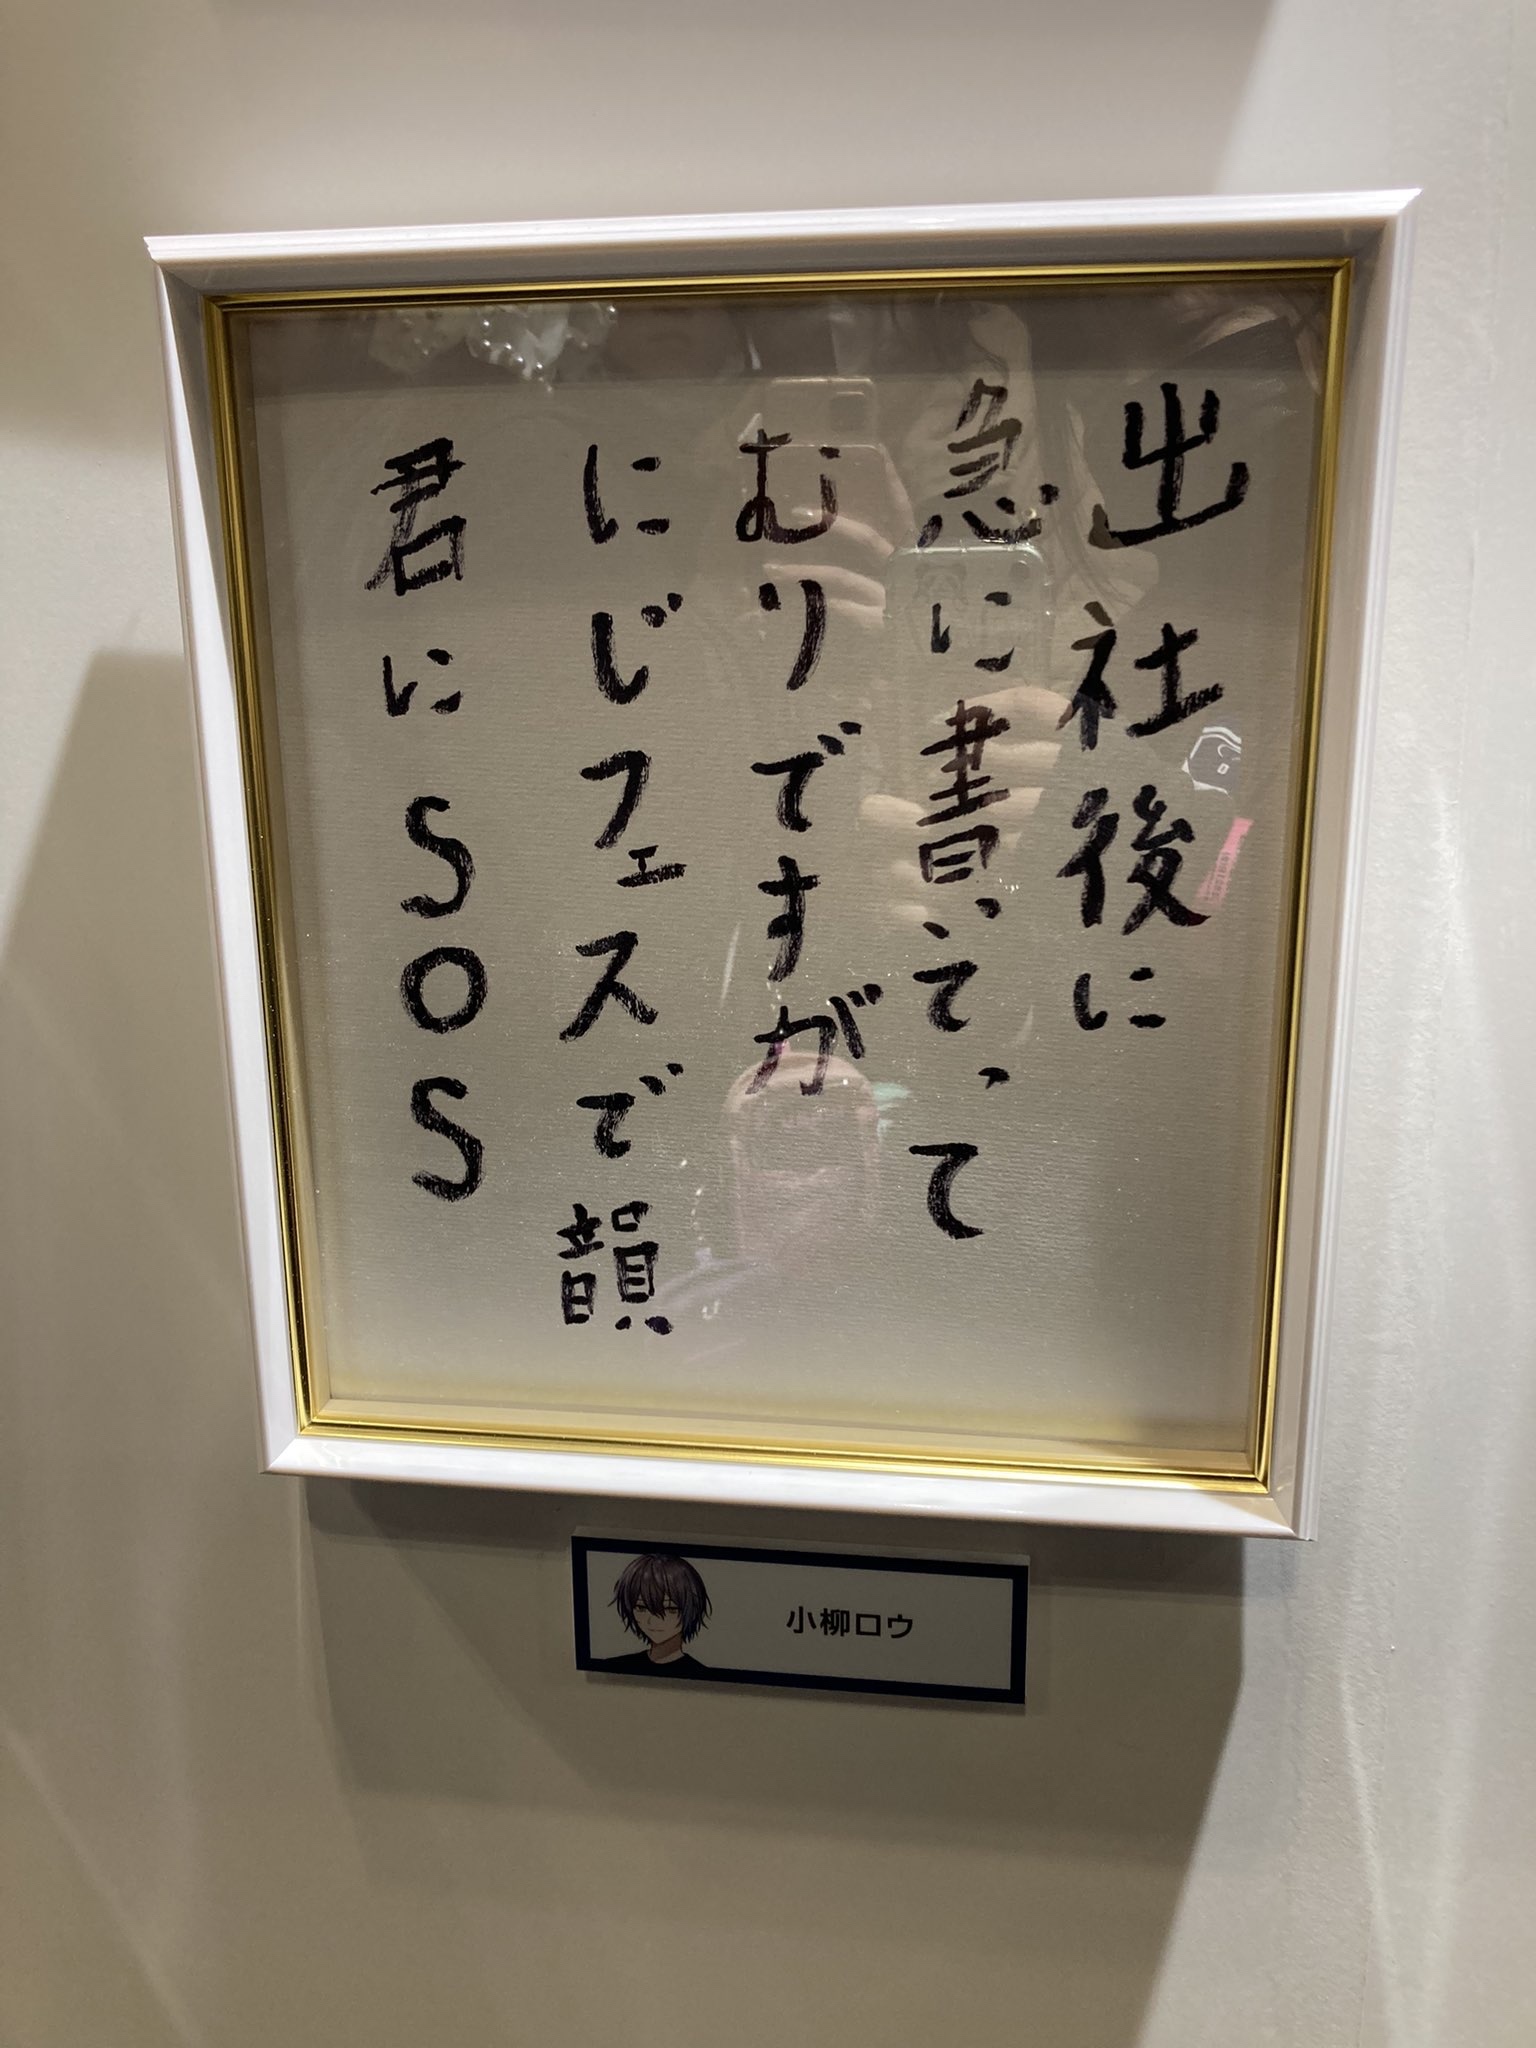 出社後に
急に書いてって
むりですが
にじフェスで韻
君にSOS
小柳ロウ